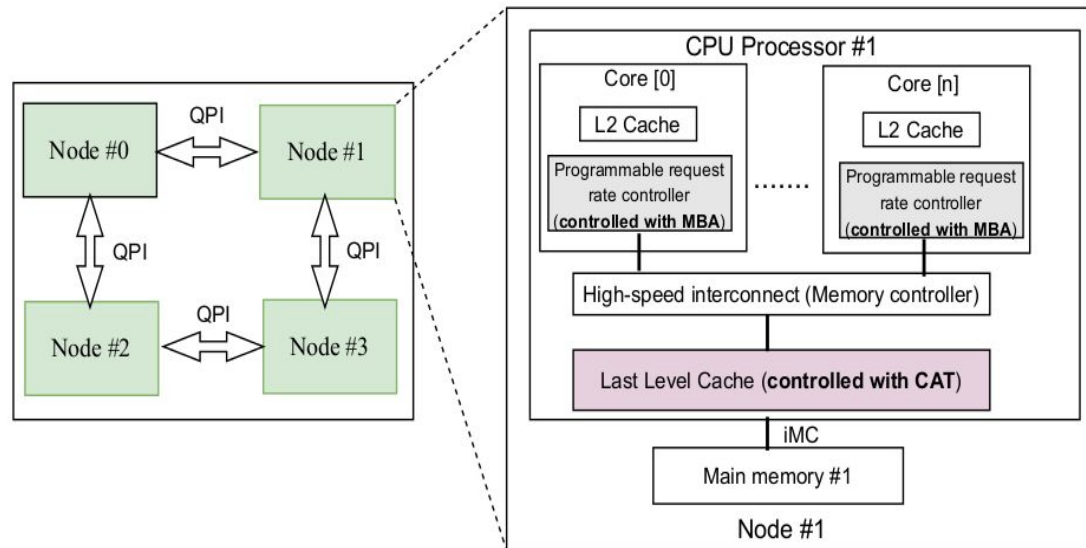 QPI
Node #0
Node #1
QPI
QPI
QPI
Node #2
Node #3
CPU Processor #1
Core [0]
L2 Cache
Programmable request
rate controller
(controlled with MBA)
.......
Core [n]
L2 Cache
Programmable request
rate controller
(controlled with MBA)
High-speed interconnect (Memory controller)
Last Level Cache (controlled with CAT)
iMC
Main memory #1
Node #1